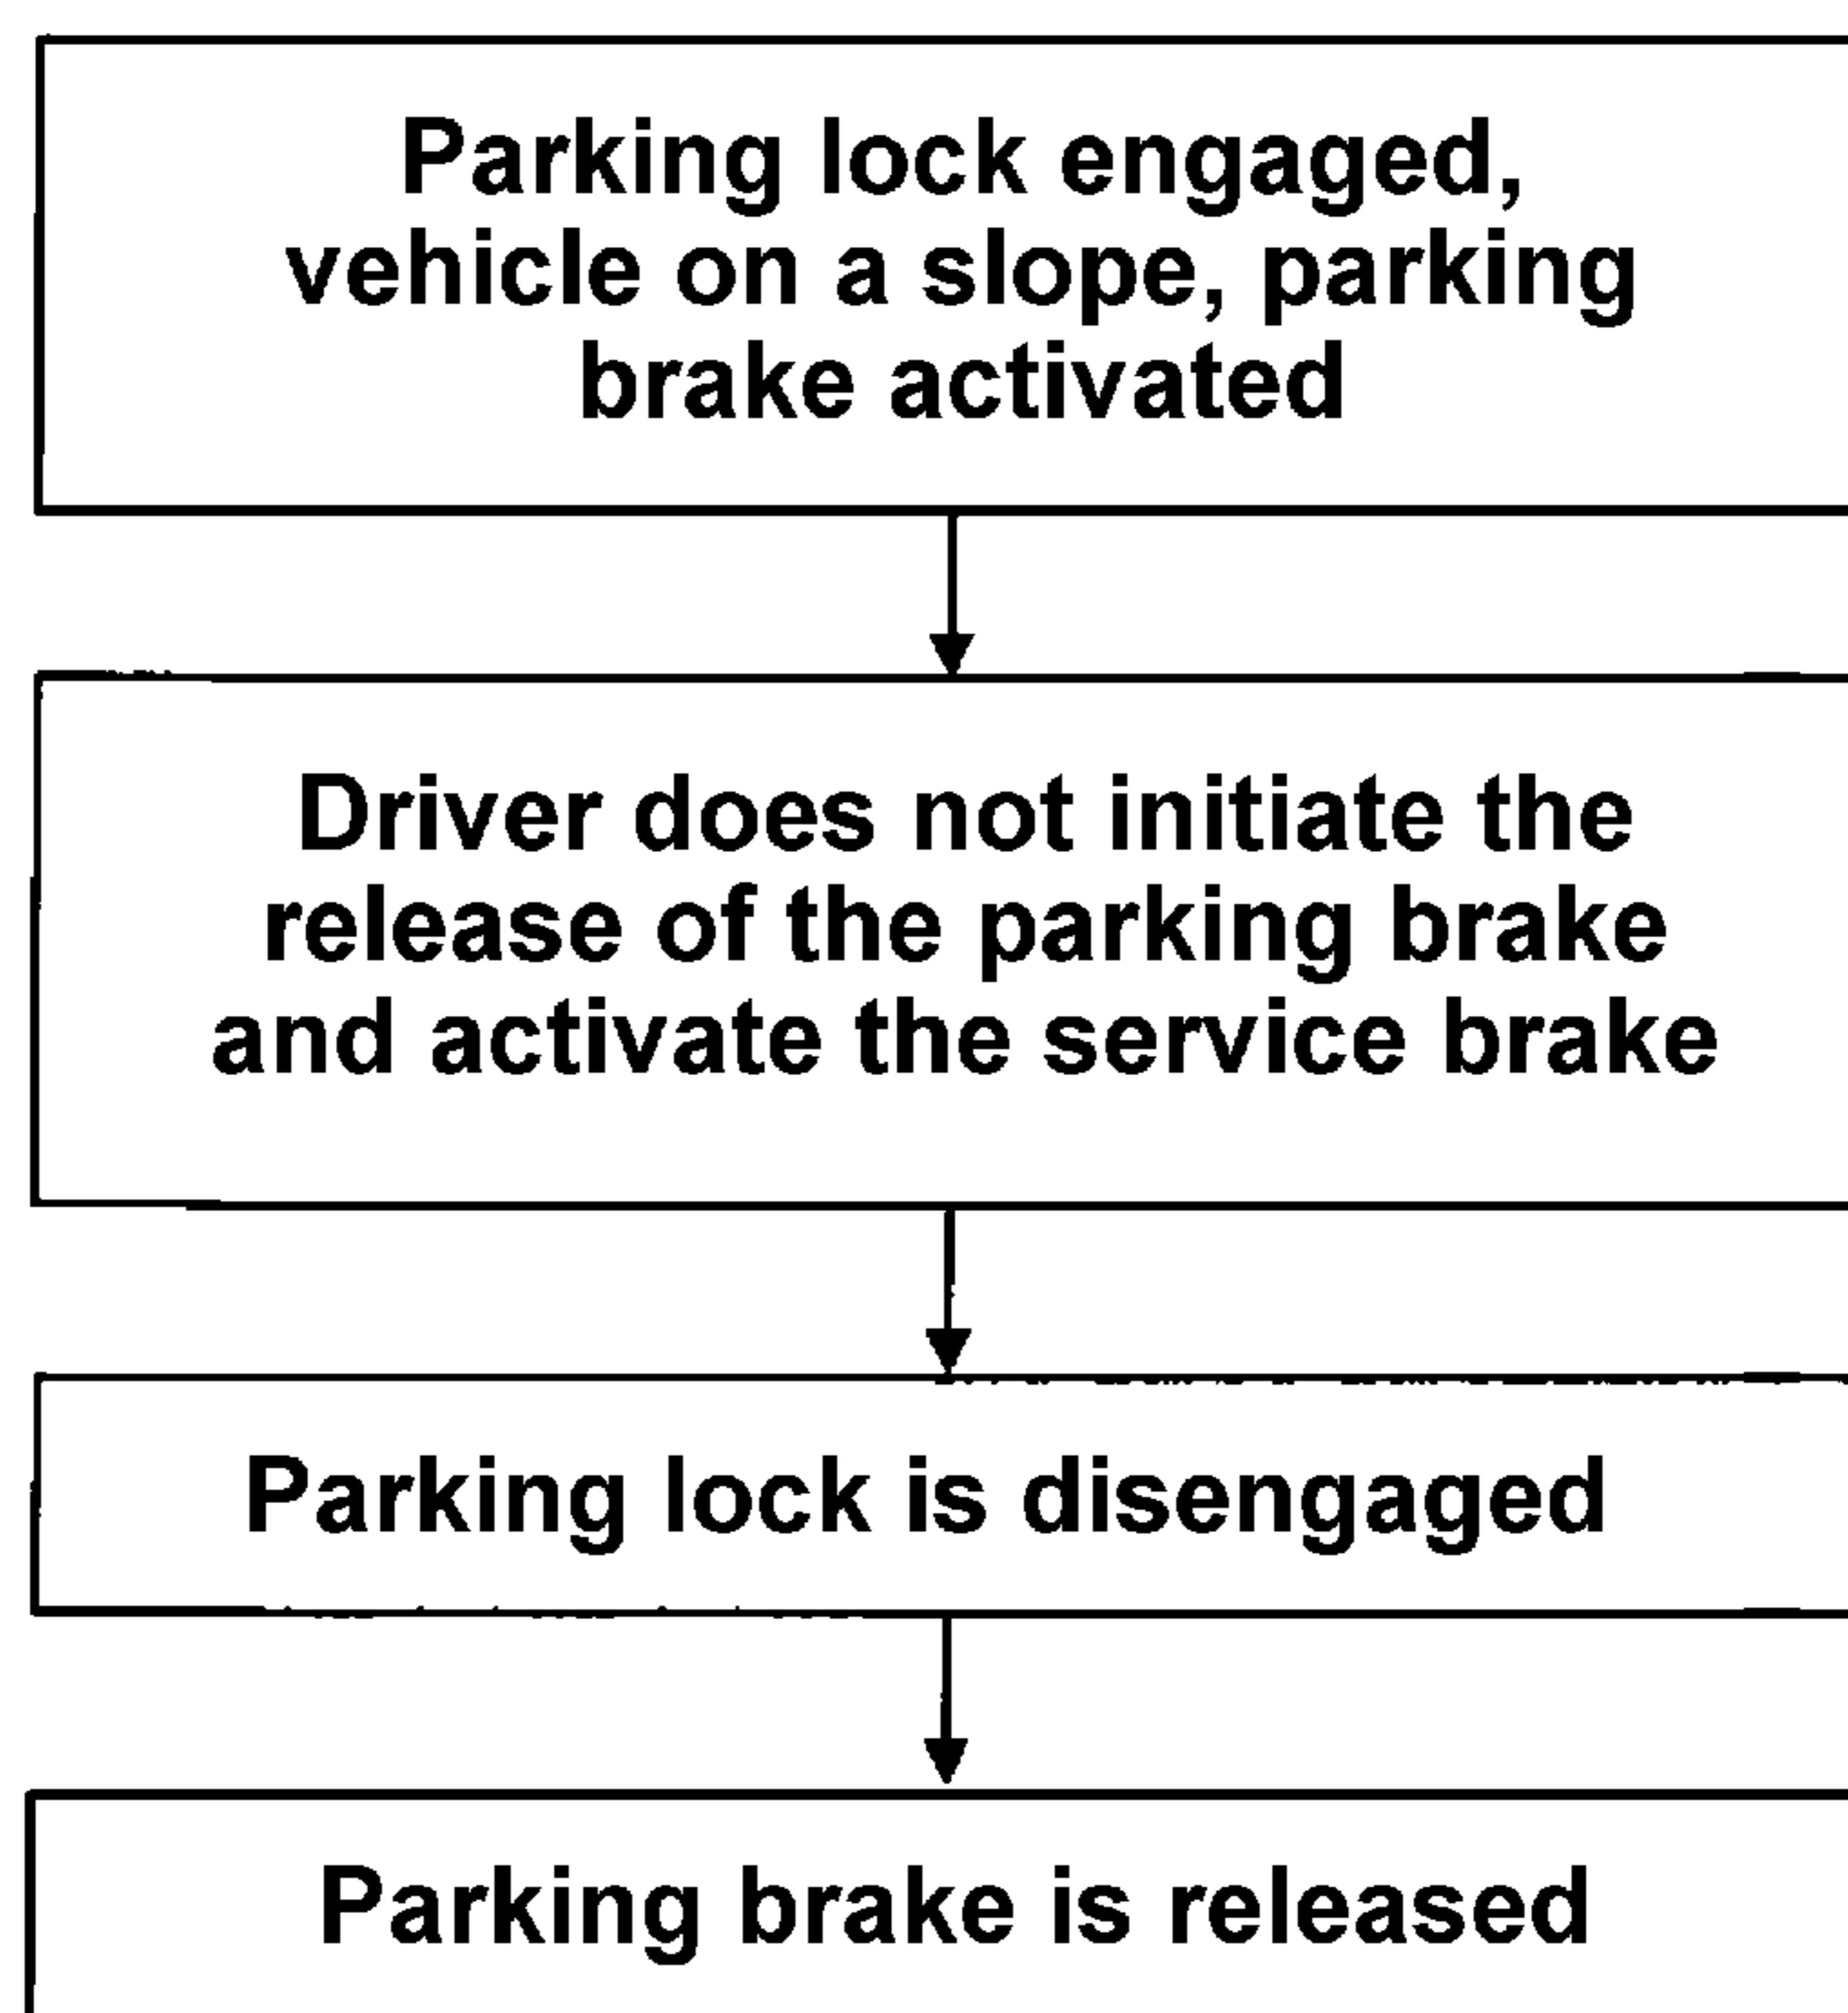 Parking lock engaged,
vehicle on a slope, parking
brake activated
Driver does not initiate the
release of the parking brake
and activate the service brake
Parking lock is disengaged
Parking brake is released